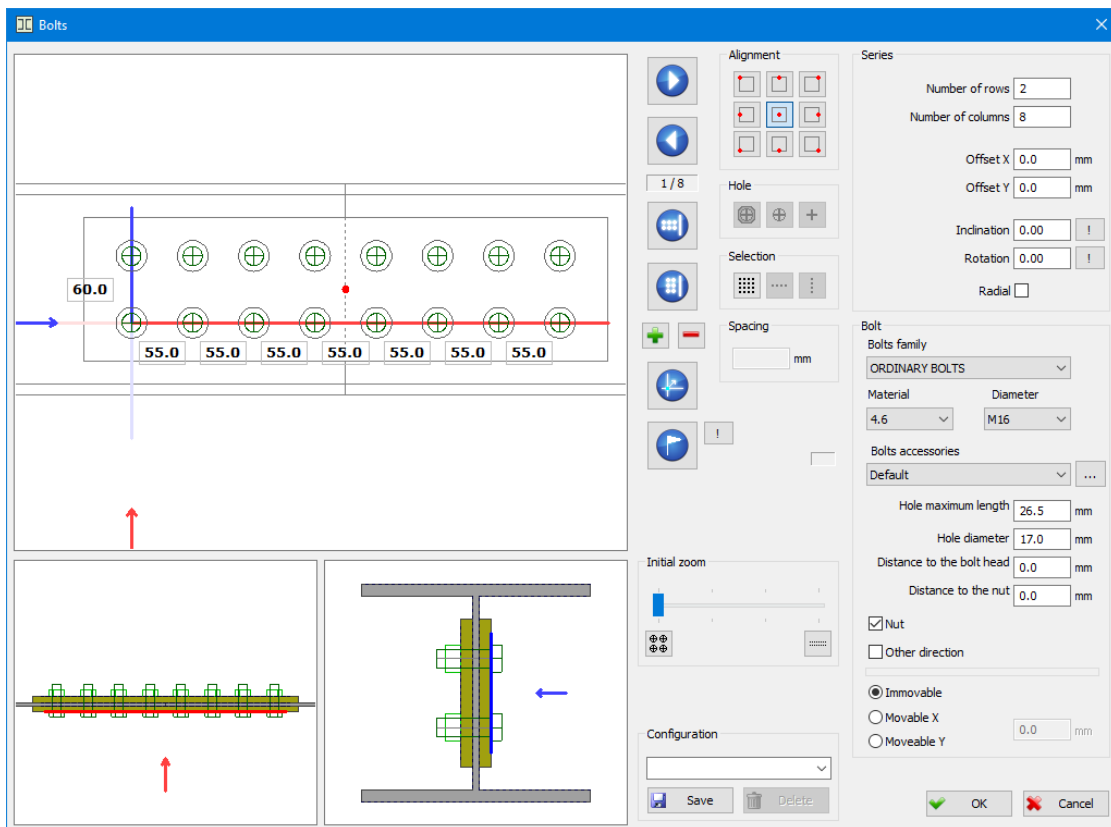 Bolts
60.0
55.0 55.0 55.0 55.0 55.0 55.0 55.0
1 / 8
!
Alignment
Hole
Selection
Spacing
mm
Initial zoom
Configuration
Save
Delete
Series
Number of rows 2
Number of columns 8
Offset X 0.0 mm
Offset Y 0.0 mm
Inclination 0.00 !
Rotation 0.00 !
Radial
Bolt
Bolts family
ORDINARY BOLTS
Material Diameter
4.6 M16
Bolts accessories
Default ...
Hole maximum length 26.5 mm
Hole diameter 17.0 mm
Distance to the bolt head 0.0 mm
Distance to the nut 0.0 mm
Nut
Other direction
Immovable
Movable X
0.0 mm
Moveable Y
OK Cancel